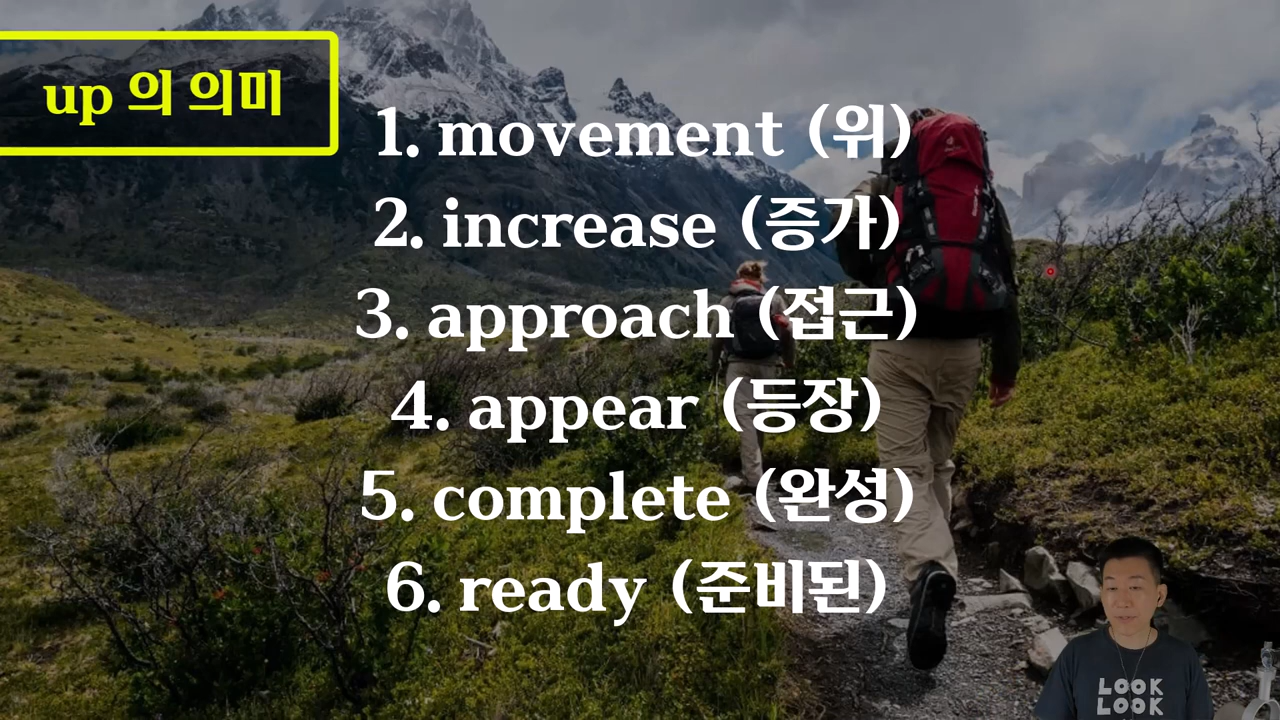 up 의 의미
1. movement (위)
2. increase (증가)
3. approach (접근)
4. appear (등장)
5. complete (완성)
6. ready (준비된)
LOOK
LOOK